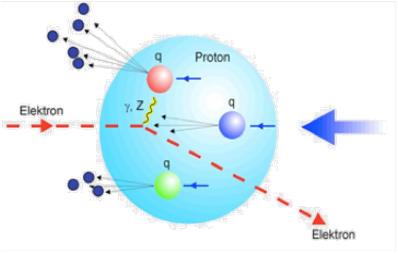 q
Proton
γ, Z
q
Elektron
q
Elektron